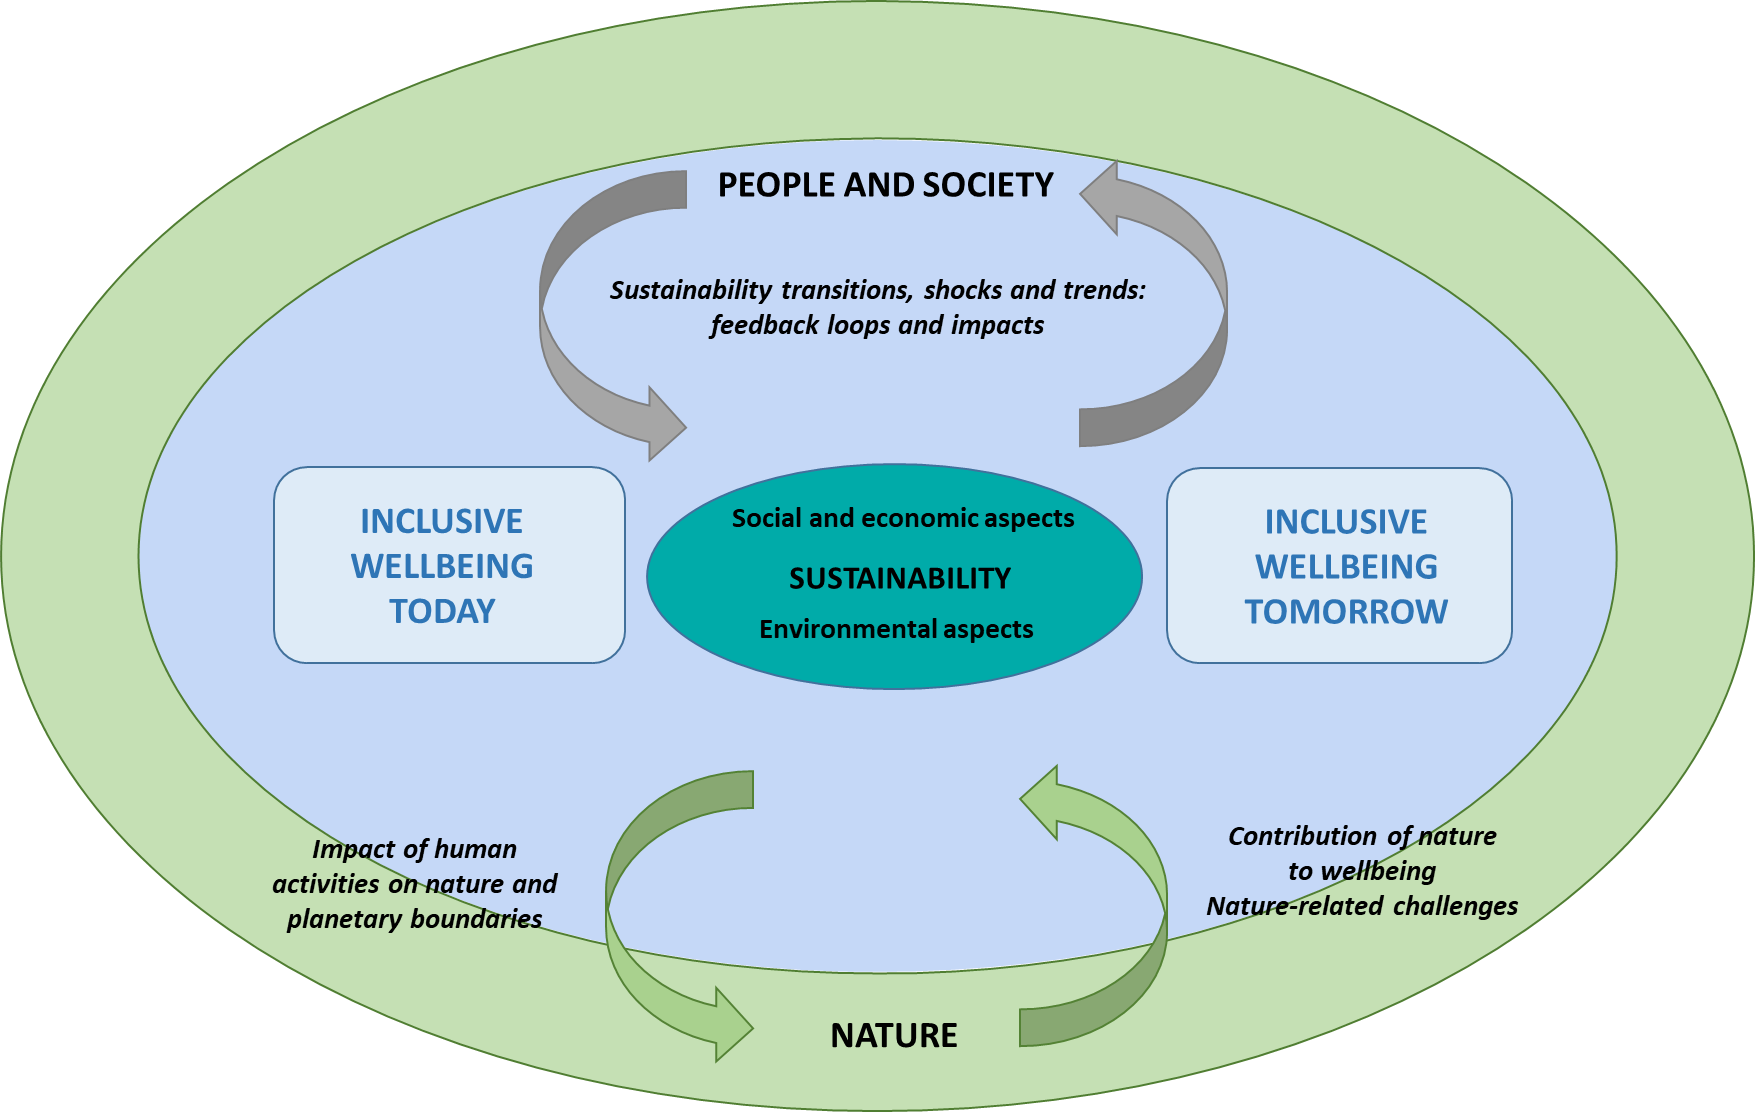 PEOPLE AND SOCIETY
Sustainability transitions, shocks and trends:
feedback loops and impacts
INCLUSIVE
WELLBEING
TODAY
Social and economic aspects
SUSTAINABILITY
Environmental aspects
INCLUSIVE
WELLBEING
TOMORROW
Impact of human
activities on nature and
planetary boundaries
Contribution of nature
to wellbeing
Nature-related challenges
NATURE